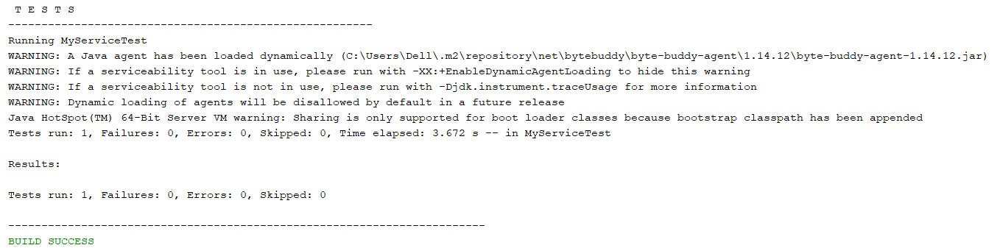 T E S T S
-------------------------------------------------------
Running MyServiceTest
WARNING: A Java agent has been loaded dynamically (C:\Users\Dell\.m2\repository\net\bytebuddy\byte-buddy-agent\1.14.12\byte-buddy-agent-1.14.12.jar)
WARNING: If a serviceability tool is in use, please run with -XX:+EnableDynamicAgentLoading to hide this warning
WARNING: If a serviceability tool is not in use, please run with -Djdk.instrument.traceUsage for more information
WARNING: Dynamic loading of agents will be disallowed by default in a future release
Java HotSpot(TM) 64-Bit Server VM warning: Sharing is only supported for boot loader classes because bootstrap classpath has been appended
Tests run: 1, Failures: 0, Errors: 0, Skipped: 0, Time elapsed: 3.672 s -- in MyServiceTest
Results:
Tests run: 1, Failures: 0, Errors: 0, Skipped: 0
------------------------------------------------------------------------
BUILD SUCCESS